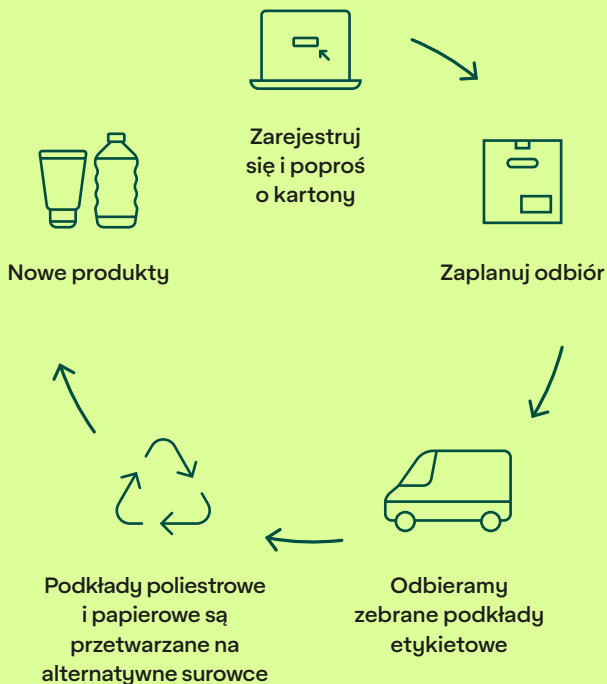 Zarejestruj
się i poproś
o kartony
Nowe produkty
Zaplanuj odbiór
Podkłady poliestrowe
i papierowe są
przetwarzane na
alternatywne surowce
Odbieramy
zebrane podkłady
etykietowe